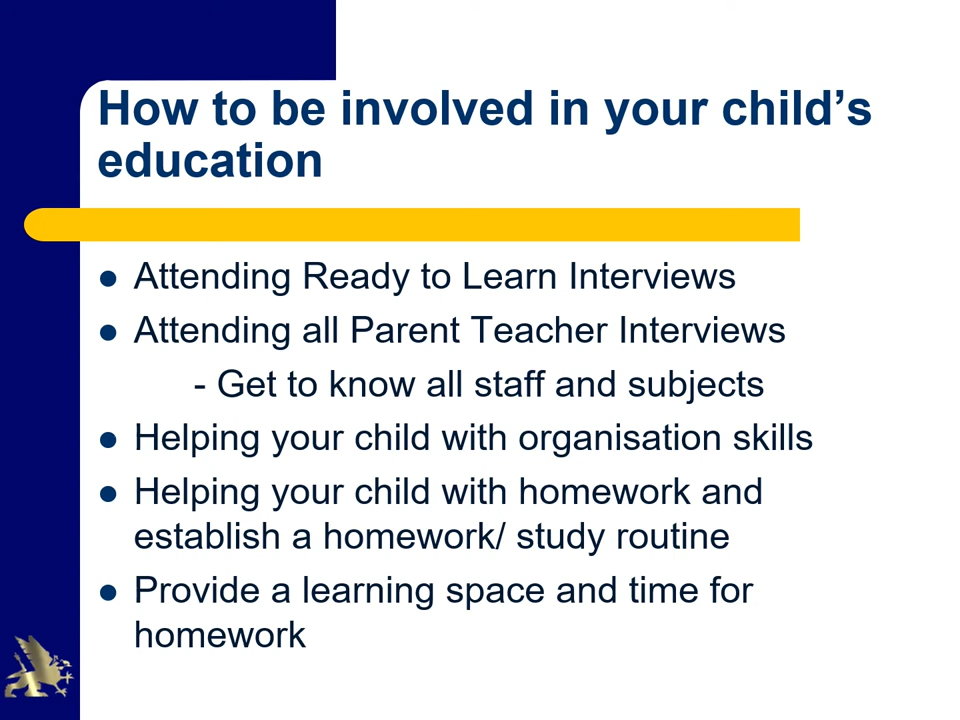 How to be involved in your child’s
education
● Attending Ready to Learn Interviews
● Attending all Parent Teacher Interviews
- Get to know all staff and subjects
● Helping your child with organisation skills
● Helping your child with homework and
establish a homework/ study routine
● Provide a learning space and time for
homework